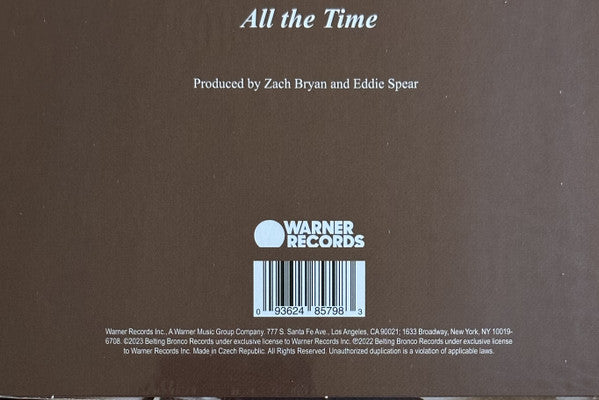 All the Time
Produced by Zach Bryan and Eddie Spear
WARNER
RECORDS
0 93624 85798 3
Warner Records Inc., A Warner Music Group Company. 777 S. Santa Fe Ave., Los Angeles, CA 90021; 1633 Broadway, New York, NY 10019-
6708. ©2023 Belting Bronco Records under exclusive license to Warner Records Inc. ℗2022 Belting Bronco Records under exclusive license
to Warner Records Inc. Made in Czech Republic. All Rights Reserved. Unauthorized duplication is a violation of applicable laws.